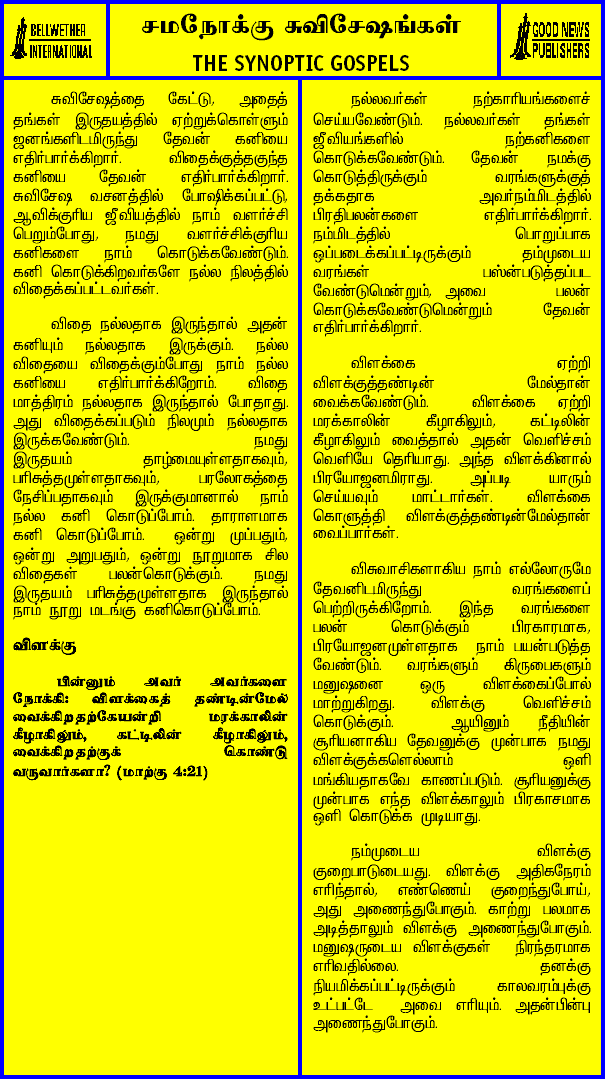 BELLWETHER
INTERNATIONAL
சமநோக்கு சுவிசேஷங்கள்
THE SYNOPTIC GOSPELS
GOOD NEWS
PUBLISHERS
சுவிசேஷத்தை கேட்டு, அதைத்
தங்கள் இருதயத்தில் ஏற்றுக்கொள்ளும்
ஜனங்களிடமிருந்து தேவன் கனியை
எதிர்பார்க்கிறார். விதைக்குத்தகுந்த
கனியை தேவன் எதிர்பார்க்கிறார்.
சுவிசேஷ வசனத்தில் போஷிக்கப்பட்டு,
ஆவிக்குரிய ஜீவியத்தில் நாம் வளர்ச்சி
பெறும்போது, நமது வளர்ச்சிக்குரிய
கனிகளை நாம் கொடுக்கவேண்டும்.
கனி கொடுக்கிறவர்களே நல்ல நிலத்தில்
விதைக்கப்பட்டவர்கள்.
விதை நல்லதாக இருந்தால் அதன்
கனியும் நல்லதாக இருக்கும். நல்ல
விதையை விதைக்கும்போது நாம் நல்ல
கனியை எதிர்பார்க்கிறோம். விதை
மாத்திரம் நல்லதாக இருந்தால் போதாது.
அது விதைக்கப்படும் நிலமும் நல்லதாக
இருக்கவேண்டும். நமது
இருதயம் தாழ்மையுள்ளதாகவும்,
பரிசுத்தமுள்ளதாகவும், பரலோகத்தை
நேசிப்பதாகவும் இருக்குமானால் நாம்
நல்ல கனி கொடுப்போம். தாராளமாக
கனி கொடுப்போம். ஒன்று முப்பதும்,
ஒன்று அறுபதும், ஒன்று நூறுமாக சில
விதைகள் பலன்கொடுக்கும். நமது
இருதயம் பரிசுத்தமுள்ளதாக இருந்தால்
நாம் நூறு மடங்கு கனிகொடுப்போம்.
விளக்கு
பின்னும் அவர் அவர்களை
நோக்கி: விளக்கைத் தண்டின்மேல்
வைக்கிறதற்கேயன்றி மரக்காலின்
கீழாகிலும், கட்டிலின் கீழாகிலும்,
வைக்கிறதற்குக் கொண்டு
வருவார்களா? (மாற்கு 4:21)
நல்லவர்கள் நற்காரியங்களைச்
செய்யவேண்டும். நல்லவர்கள் தங்கள்
ஜீவியங்களில் நற்கனிகளை
கொடுக்கவேண்டும். தேவன் நமக்கு
கொடுத்திருக்கும் வரங்களுக்குத்
தக்கதாக அவர்நம்மிடத்தில்
பிரதிபலன்களை எதிர்பார்க்கிறார்.
நம்மிடத்தில் பொறுப்பாக
ஒப்படைக்கப்பட்டிருக்கும் தம்முடைய
வரங்கள் பஸ்ன்படுத்தப்பட
வேண்டுமென்றும், அவை பலன்
கொடுக்கவேண்டுமென்றும் தேவன்
எதிர்பார்க்கிறார்.
விளக்கை ஏற்றி
விளக்குத்தண்டின் மேல்தான்
வைக்கவேண்டும். விளக்கை ஏற்றி
மரக்காலின் கீழாகிலும், கட்டிலின்
கீழாகிலும் வைத்தால் அதன் வெளிச்சம்
வெளியே தெரியாது. அந்த விளக்கினால்
பிரயோஜனமிராது. அப்படி யாரும்
செய்யவும் மாட்டார்கள். விளக்கை
கொளுத்தி விளக்குத்தண்டின்மேல்தான்
வைப்பார்கள்.
விசுவாசிகளாகிய நாம் எல்லோருமே
தேவனிடமிருந்து வரங்களைப்
பெற்றிருக்கிறோம். இந்த வரங்களை
பலன் கொடுக்கும் பிரகாரமாக,
பிரயோஜனமுள்ளதாக நாம் பயன்படுத்த
வேண்டும். வரங்களும் கிருபைகளும்
மனுஷனை ஒரு விளக்கைப்போல்
மாற்றுகிறது. விளக்கு வெளிச்சம்
கொடுக்கும். ஆயினும் நீதியின்
சூரியனாகிய தேவனுக்கு முன்பாக நமது
விளக்குக்களெல்லாம் ஒளி
மங்கியதாகவே காணப்படும். சூரியனுக்கு
முன்பாக எந்த விளக்காலும் பிரகாசமாக
ஒளி கொடுக்க முடியாது.
நம்முடைய விளக்கு
குறைபாடுடையது. விளக்கு அதிகநேரம்
எரிந்தால், எண்ணெய் குறைந்துபோய்,
அது அணைந்துபோகும். காற்று பலமாக
அடித்தாலும் விளக்கு அணைந்துபோகும்.
மனுஷருடைய விளக்குகள் நிரந்தரமாக
எரிவதில்லை. தனக்கு
நியமிக்கப்பட்டிருக்கும் காலவரம்புக்கு
உட்பட்டே அவை எரியும். அதன்பின்பு
அணைந்துபோகும்.